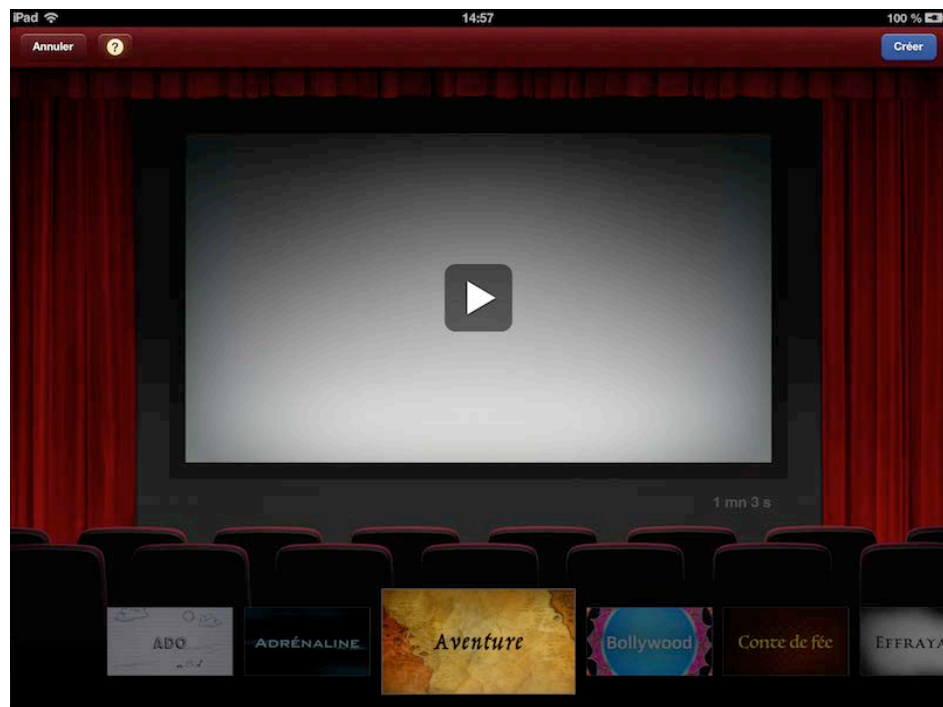 iPad 14:57 100 %
Annuler ? Créer
1 mn 3 s
ADO ADRÉNALINE Aventure Bollywood Conte de fée EFFRAYA